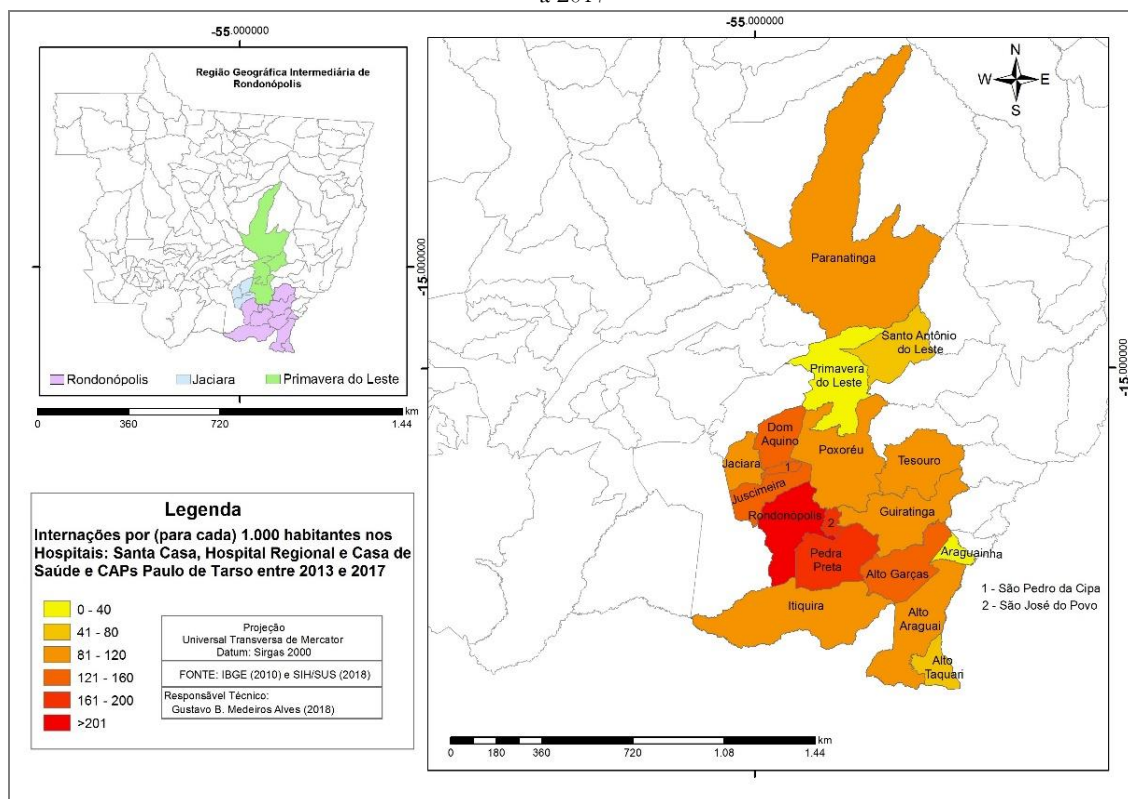 a 2017
-55.000000
Região Geográfica Intermediária de
Rondonópolis
-15.000000
Rondonópolis
Jaciara
Primavera do Leste
km
0 360 720 1.44
Legenda
Internações por (para cada) 1.000 habitantes nos
Hospitais: Santa Casa, Hospital Regional e Casa de
Saúde e CAPs Paulo de Tarso entre 2013 e 2017
0 - 40
41 - 80
81 - 120
121 - 160
161 - 200
>201
Projeção
Universal Transversa de Mercator
Datum: Sirgas 2000
FONTE: IBGE (2010) e SIH/SUS (2018)
Responsável Técnico:
Gustavo B. Medeiros Alves (2018)
-55.000000
N
W E
S
-15.000000
Paranatinga
Santo Antônio
do Leste
Primavera
do Leste
Dom
Aquino
Poxoréu
Jaciara
Tesouro
1
Juscimeira
Rondonópolis
Guiratinga
2
Araguainha
Pedra
Preta
Alto Garças
Itiquira
Alto
Araguai
Alto
Taquari
1 - São Pedro da Cipa
2 - São José do Povo
km
0 180 360 720 1.08 1.44